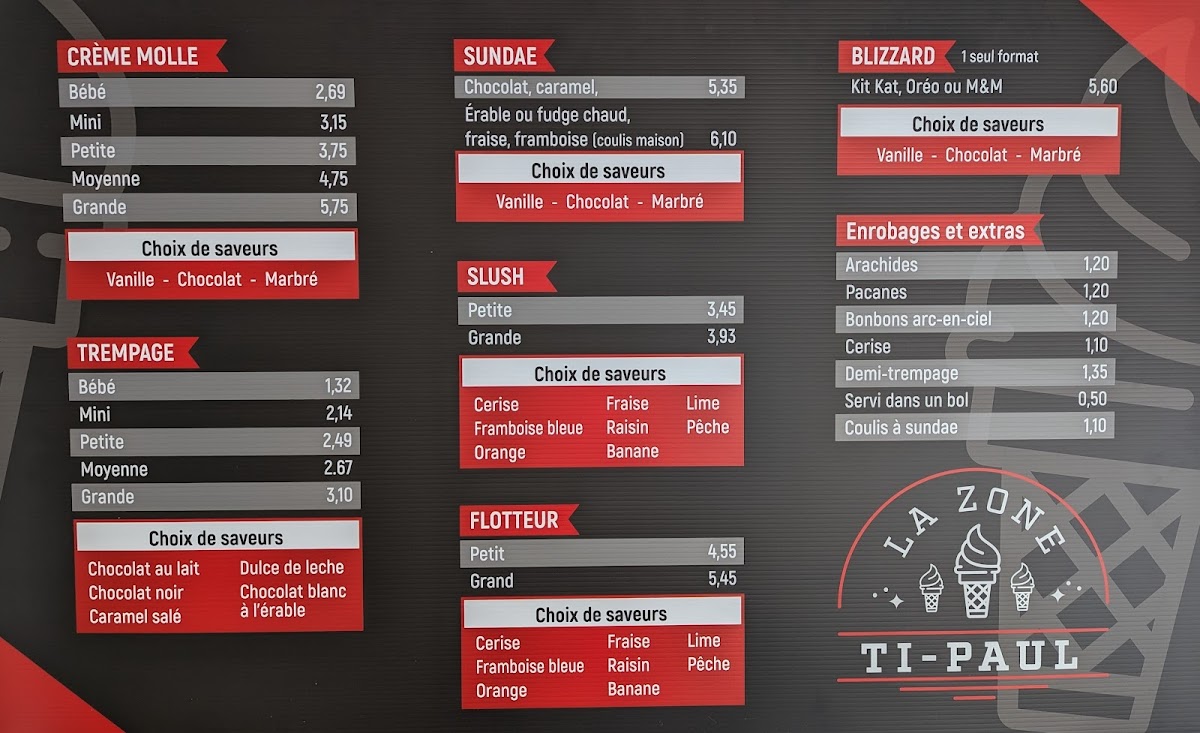 CRÈME MOLLE
Bébé 2,69
Mini 3,15
Petite 3,75
Moyenne 4,75
Grande 5,75
Choix de saveurs
Vanille - Chocolat - Marbré
TREMPAGE
Bébé 1,32
Mini 2,14
Petite 2,49
Moyenne 2.67
Grande 3,10
Choix de saveurs
Chocolat au lait Dulce de leche
Chocolat noir Chocolat blanc
Caramel salé à l'érable
SUNDAE
Chocolat, caramel, 5,35
Érable ou fudge chaud,
fraise, framboise (coulis maison) 6,10
Choix de saveurs
Vanille - Chocolat - Marbré
SLUSH
Petite 3,45
Grande 3,93
Choix de saveurs
Cerise Fraise Lime
Framboise bleue Raisin Pêche
Orange Banane
FLOTTEUR
Petit 4,55
Grand 5,45
Choix de saveurs
Cerise Fraise Lime
Framboise bleue Raisin Pêche
Orange Banane
BLIZZARD 1 seul format
Kit Kat, Oréo ou M&M 5,60
Choix de saveurs
Vanille - Chocolat - Marbré
Enrobages et extras
Arachides 1,20
Pacanes 1,20
Bonbons arc-en-ciel 1,20
Cerise 1,10
Demi-trempage 1,35
Servi dans un bol 0,50
Coulis à sundae 1,10
LA ZONE
TI-PAUL